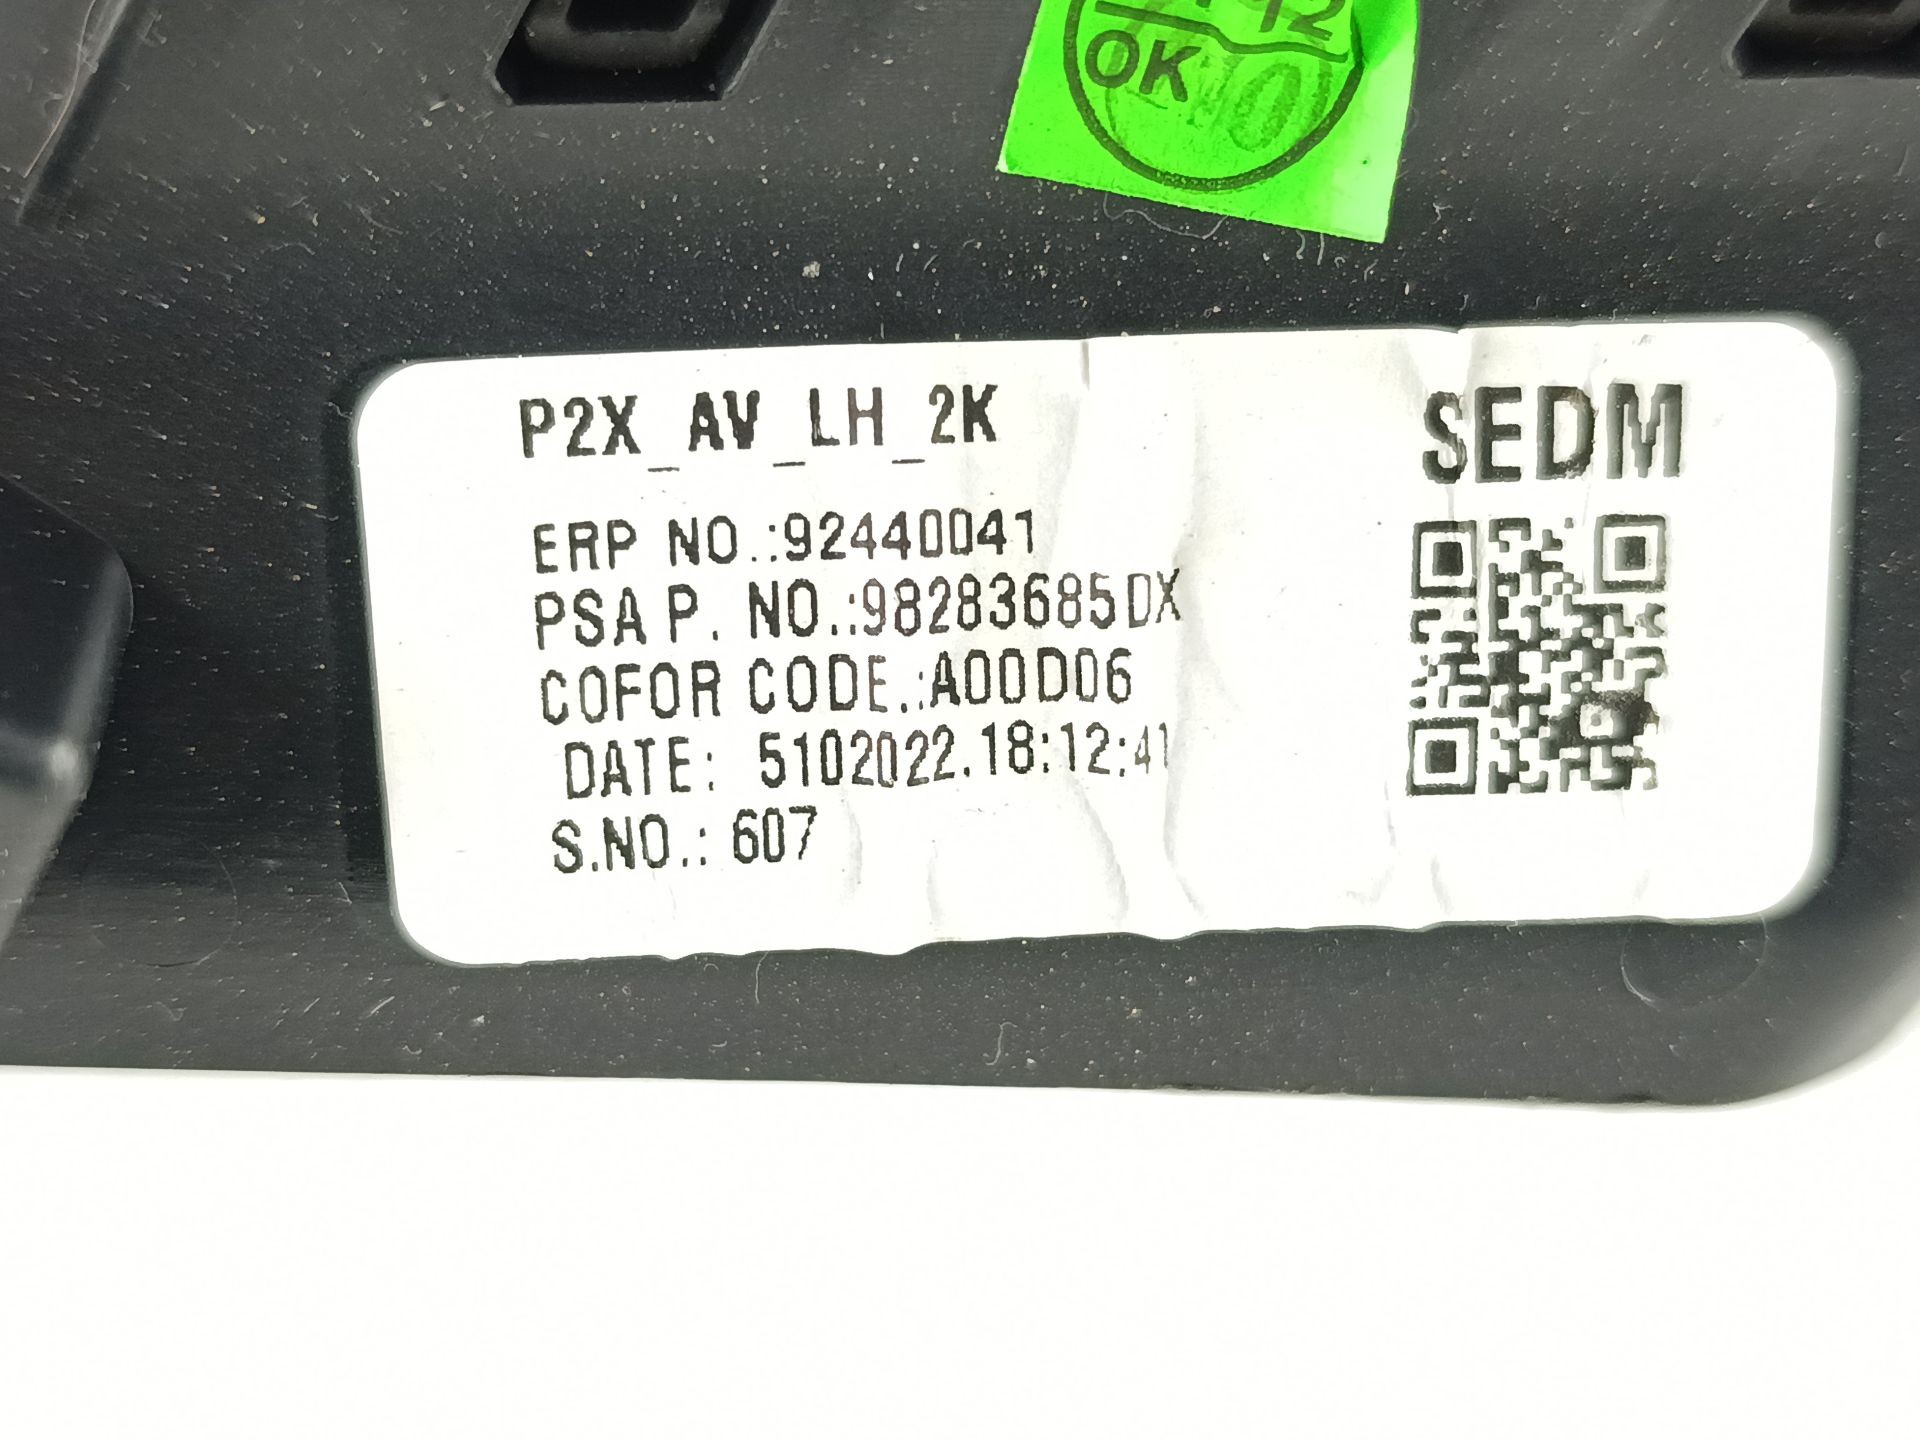 OK
P2X_AV_LH_2K
SEDM
ERP NO.:92440041
PSA P. NO.:98283685DX
COFOR CODE.:A00D06
DATE: 5102022.18:12:41
S.NO.: 607